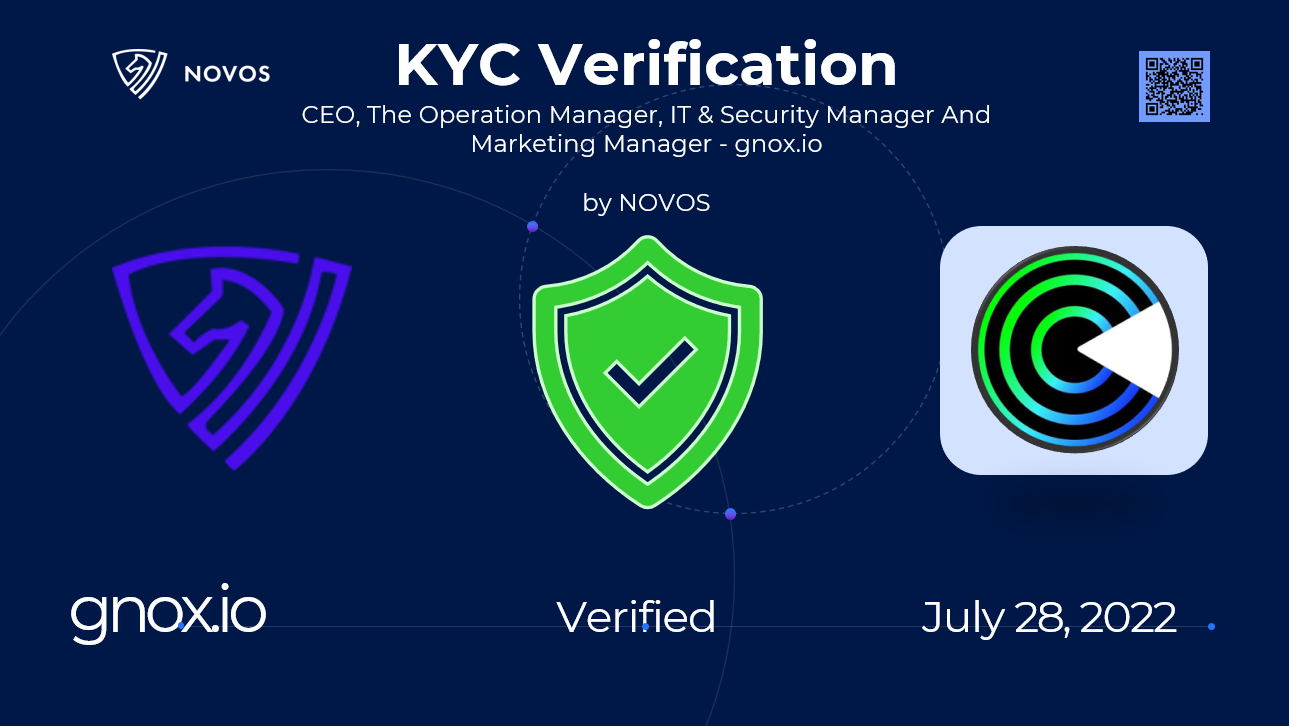 NOVOS
KYC Verification
CEO, The Operation Manager, IT & Security Manager And
Marketing Manager - gnox.io
by NOVOS
gnox.io
Verified
July 28, 2022